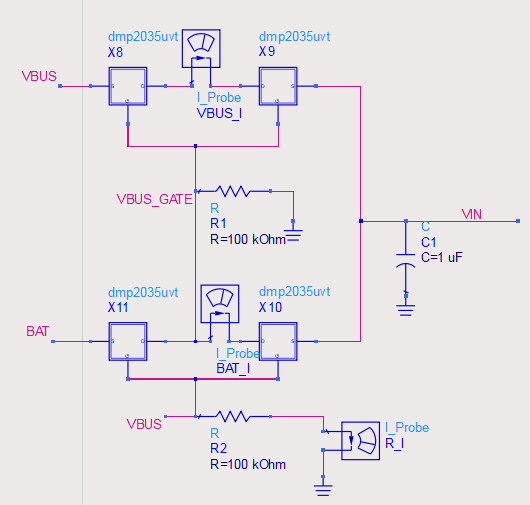 dmp2035uvt
X8
dmp2035uvt
X9
VBUS
S
D
G
I_Probe
VBUS_I
D
S
G
VBUS_GATE
R
R1
R=100 kOhm
VIN
C
C1
C=1 uF
dmp2035uvt
X11
dmp2035uvt
X10
BAT
S
D
G
I_Probe
BAT_I
D
S
G
VBUS
R
R2
R=100 kOhm
I_Probe
R_I